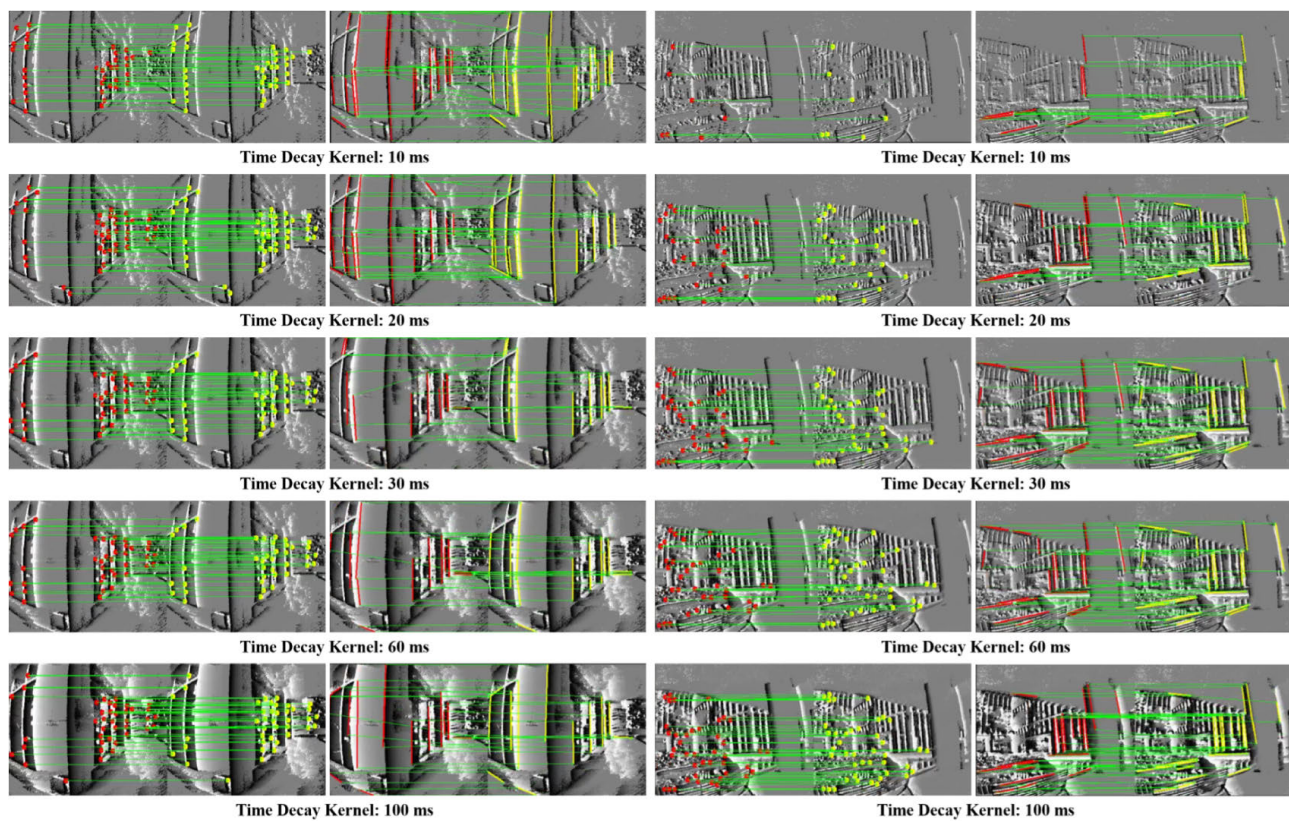 Time Decay Kernel: 10 ms
Time Decay Kernel: 10 ms
Time Decay Kernel: 20 ms
Time Decay Kernel: 20 ms
Time Decay Kernel: 30 ms
Time Decay Kernel: 30 ms
Time Decay Kernel: 60 ms
Time Decay Kernel: 60 ms
Time Decay Kernel: 100 ms
Time Decay Kernel: 100 ms